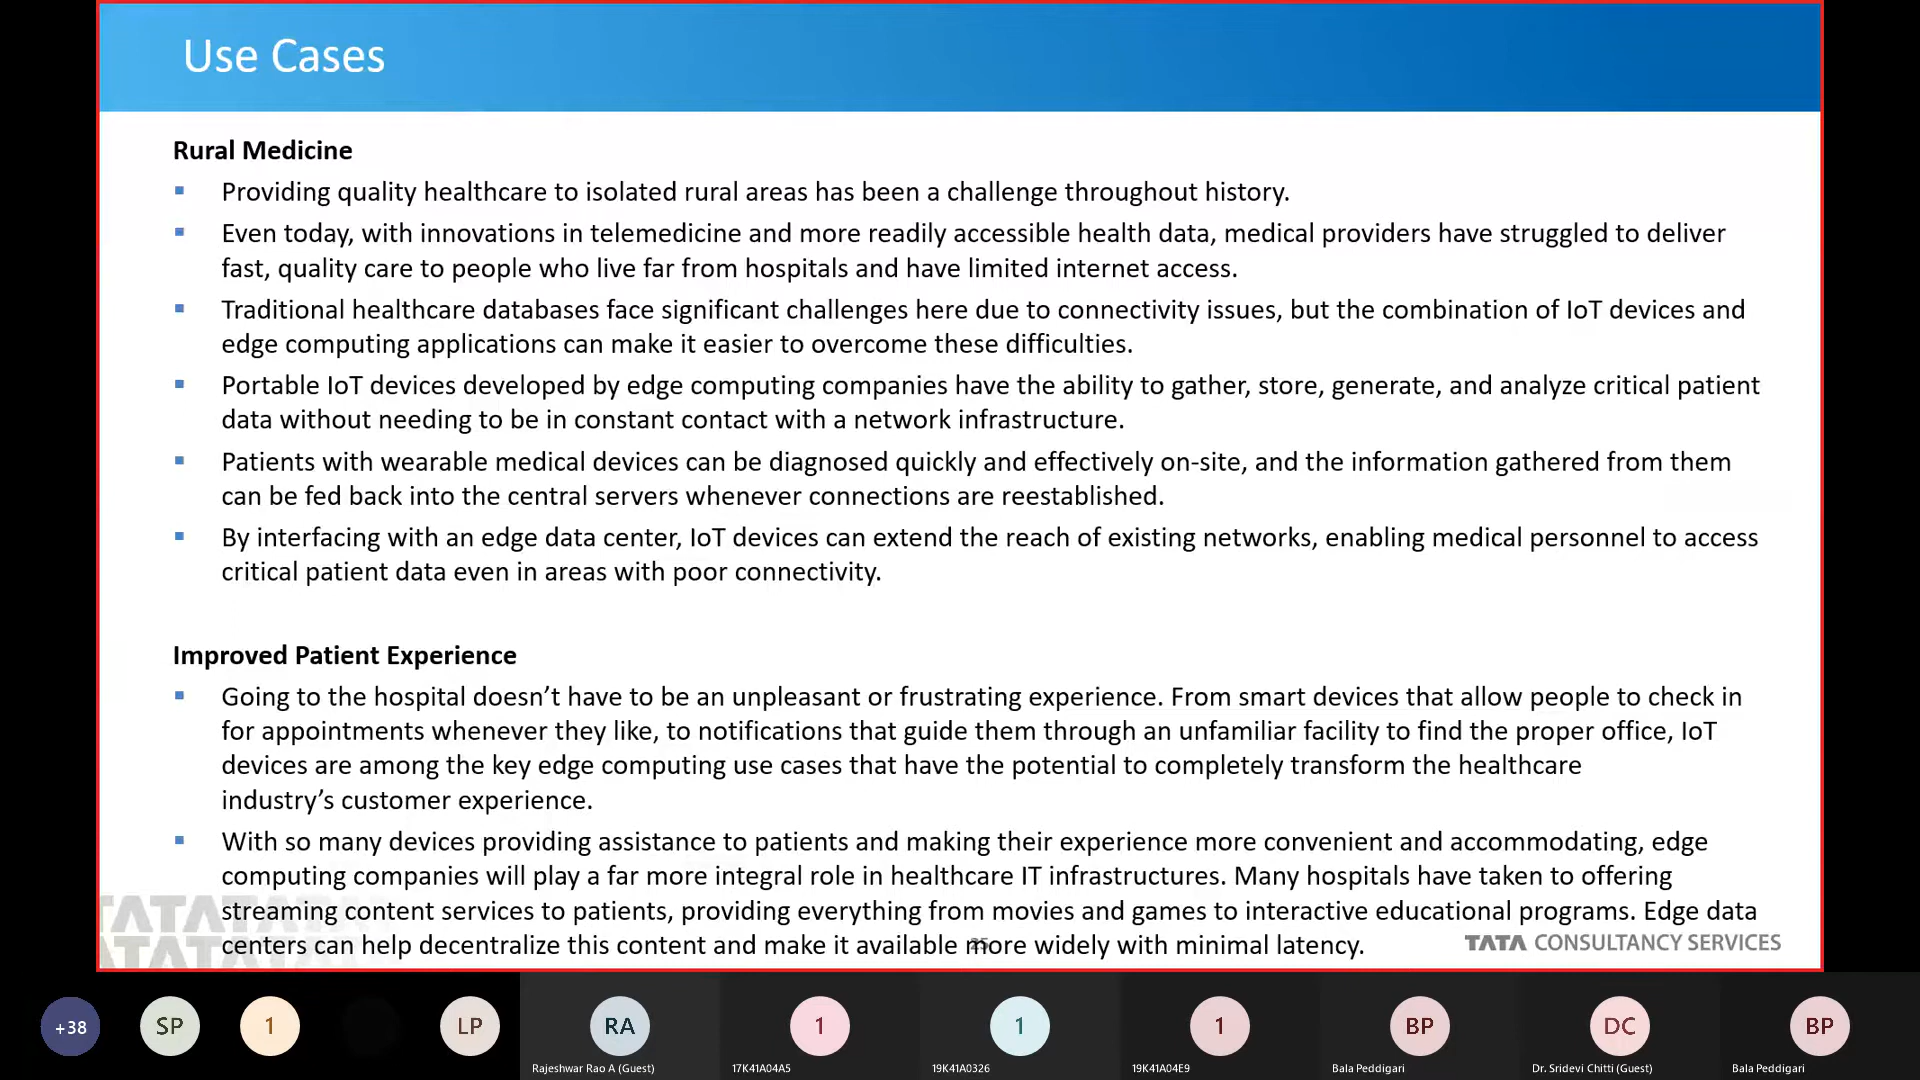 Use Cases
Rural Medicine
Providing quality healthcare to isolated rural areas has been a challenge throughout history.
Even today, with innovations in telemedicine and more readily accessible health data, medical providers have struggled to deliver
fast, quality care to people who live far from hospitals and have limited internet access.
Traditional healthcare databases face significant challenges here due to connectivity issues, but the combination of IoT devices and
edge computing applications can make it easier to overcome these difficulties.
Portable IoT devices developed by edge computing companies have the ability to gather, store, generate, and analyze critical patient
data without needing to be in constant contact with a network infrastructure.
Patients with wearable medical devices can be diagnosed quickly and effectively on-site, and the information gathered from them
can be fed back into the central servers whenever connections are reestablished.
By interfacing with an edge data center, IoT devices can extend the reach of existing networks, enabling medical personnel to access
critical patient data even in areas with poor connectivity.
Improved Patient Experience
Going to the hospital doesn’t have to be an unpleasant or frustrating experience. From smart devices that allow people to check in
for appointments whenever they like, to notifications that guide them through an unfamiliar facility to find the proper office, IoT
devices are among the key edge computing use cases that have the potential to completely transform the healthcare
industry’s customer experience.
With so many devices providing assistance to patients and making their experience more convenient and accommodating, edge
computing companies will play a far more integral role in healthcare IT infrastructures. Many hospitals have taken to offering
streaming content services to patients, providing everything from movies and games to interactive educational programs. Edge data
centers can help decentralize this content and make it available more widely with minimal latency.
TATA CONSULTANCY SERVICES
TATATATA
TATATATA
+38
SP
1
LP
RA
1
1
1
BP
DC
BP
Rajeshwar Rao A (Guest)
17K41A04A5
19K41A0326
19K41A04E9
Bala Peddigari
Dr. Sridevi Chitti (Guest)
Bala Peddigari